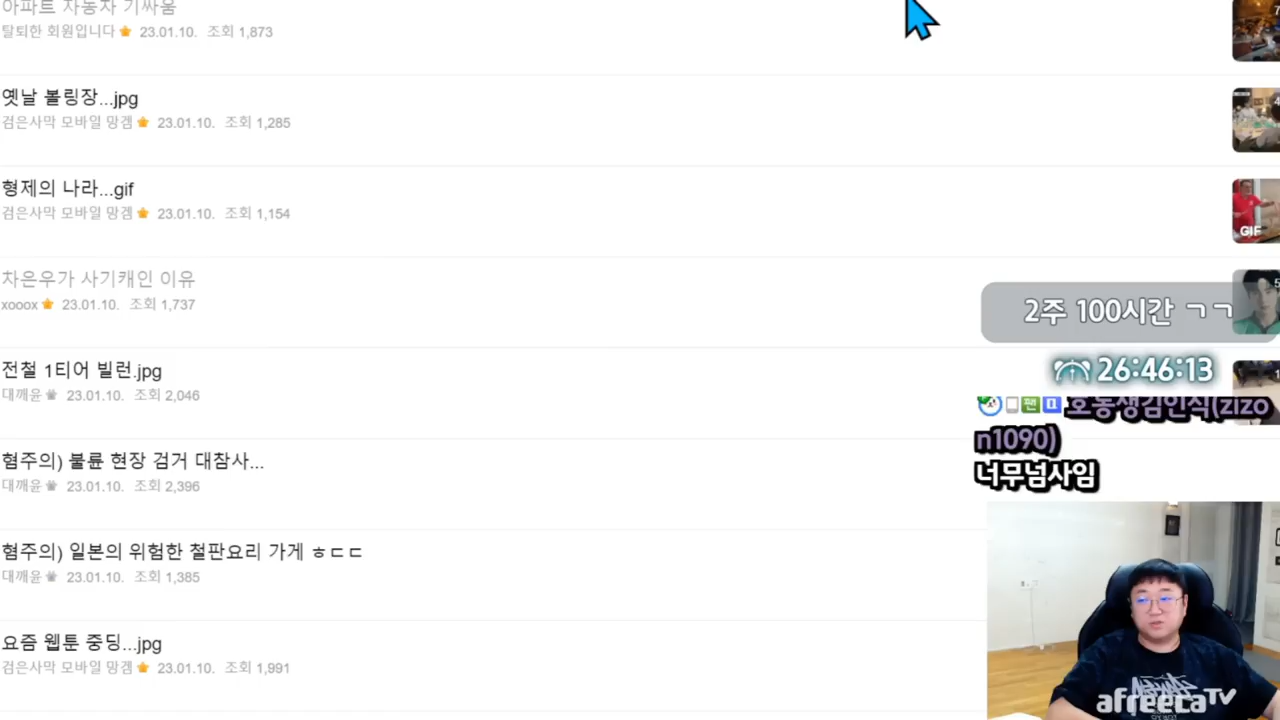 아파트 자동차 기싸움
탈퇴한 회원입니다 23.01.10. 조회 1,873
옛날 볼링장...jpg
검은사막 모바일 망겜 23.01.10. 조회 1,285
형제의 나라...gif
검은사막 모바일 망겜 23.01.10. 조회 1,154
GIF
차은우가 사기캐인 이유
xooox 23.01.10. 조회 1,737
2주 100시간 ㄱㄱ
26:46:13
전철 1티어 빌런.jpg
대깨윤 23.01.10. 조회 2,046
팬
호동생김인식(zizo
n1090)
너무넘사임
혐주의) 불륜 현장 검거 대참사...
대깨윤 23.01.10. 조회 2,396
혐주의) 일본의 위험한 철판요리 가게 ㅎㄷㄷ
대깨윤 23.01.10. 조회 1,385
요즘 웹툰 중딩...jpg
검은사막 모바일 망겜 23.01.10. 조회 1,991
afreecaTV